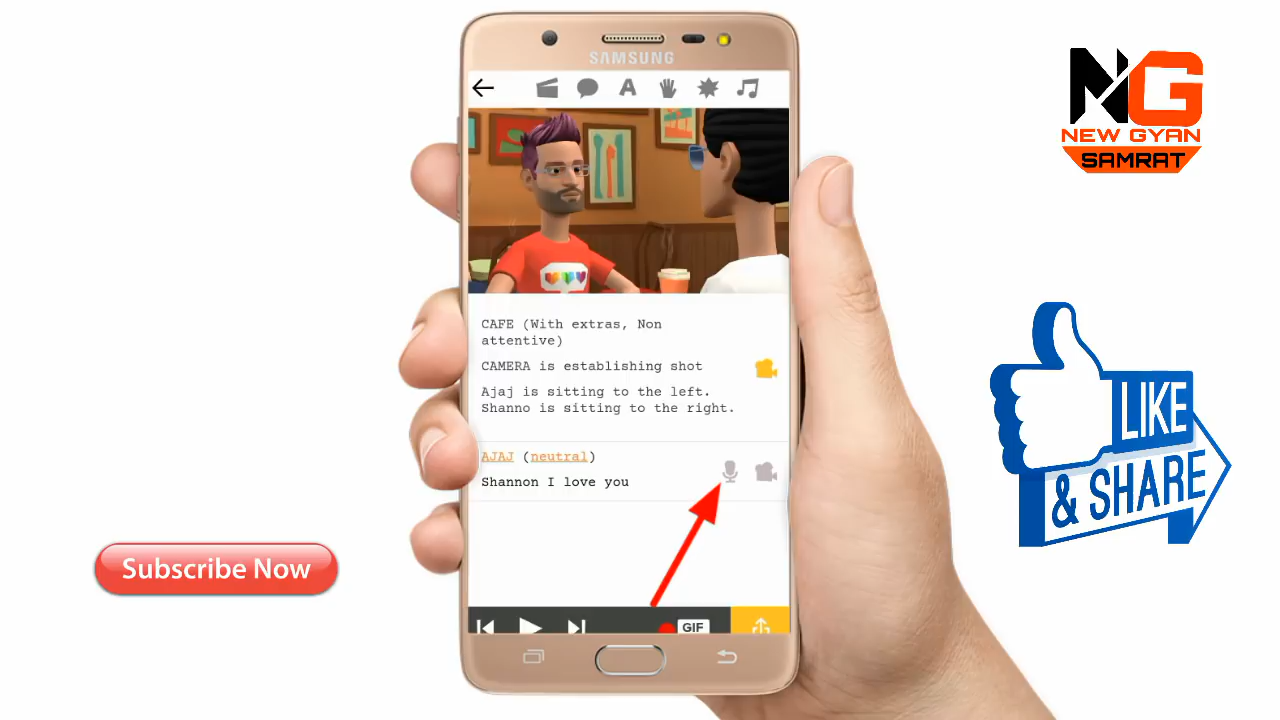 SAMSUNG
NG
NEW GYAN
SAMRAT
A
CAFE (With extras, Non
attentive)
CAMERA is establishing shot
Ajaj is sitting to the left.
Shanno is sitting to the right.
AJAJ (neutral)
Shannon I love you
GIF
LIKE
& SHARE
Subscribe Now